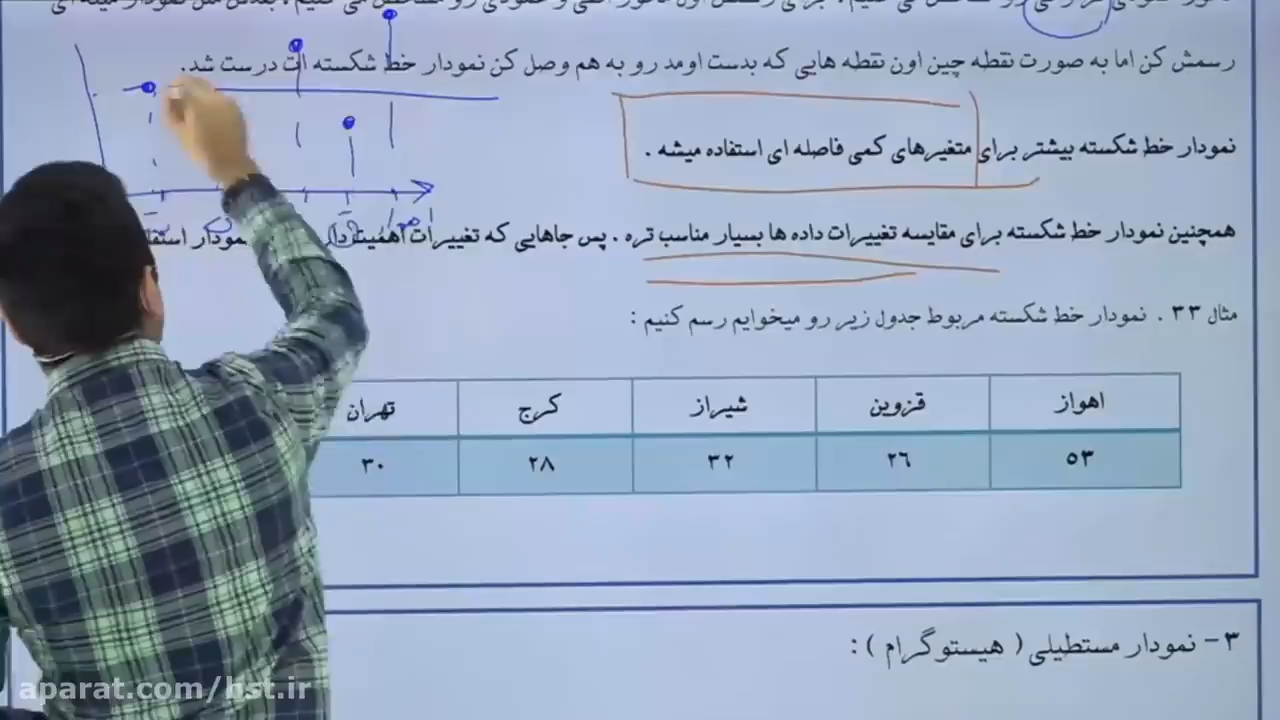 رسمش کن اما به صورت نقطه چین اون نقطه هایی که بدست اومد رو به هم وصل کن نمودار خط شکسته ات درست شد.
نمودار خط شکسته بیشتر برای متغیرهای کمی فاصله ای استفاده میشه .
همچنین نمودار خط شکسته برای مقایسه تغییرات داده ها بسیار مناسب تره . پس جاهایی که تغییرات اهمیت
مثال ۳۳ . نمودار خط شکسته مربوط جدول زیر رو میخوایم رسم کنیم :
اهواز قزوین شیراز کرج تهران
۵۳ ۲۶ ۳۲ ۲۸ ۳۰
۳- نمودار مستطیلی ( هیستوگرام ) :
aparat.com/hst.ir